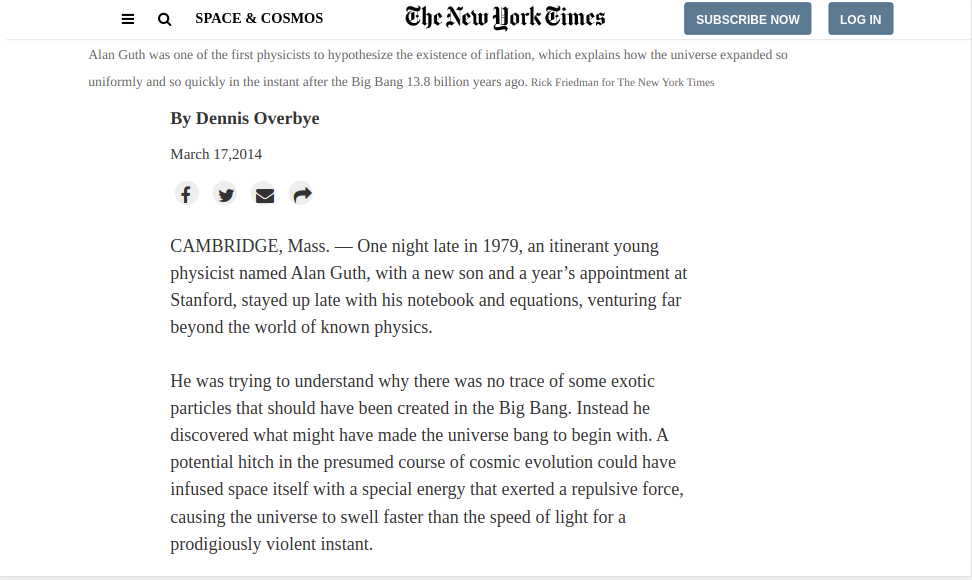 SPACE & COSMOS
The New York Times
SUBSCRIBE NOW
LOG IN
Alan Guth was one of the first physicists to hypothesize the existence of inflation, which explains how the universe expanded so
uniformly and so quickly in the instant after the Big Bang 13.8 billion years ago. Rick Friedman for The New York Times
By Dennis Overbye
March 17,2014
CAMBRIDGE, Mass. — One night late in 1979, an itinerant young
physicist named Alan Guth, with a new son and a year’s appointment at
Stanford, stayed up late with his notebook and equations, venturing far
beyond the world of known physics.
He was trying to understand why there was no trace of some exotic
particles that should have been created in the Big Bang. Instead he
discovered what might have made the universe bang to begin with. A
potential hitch in the presumed course of cosmic evolution could have
infused space itself with a special energy that exerted a repulsive force,
causing the universe to swell faster than the speed of light for a
prodigiously violent instant.